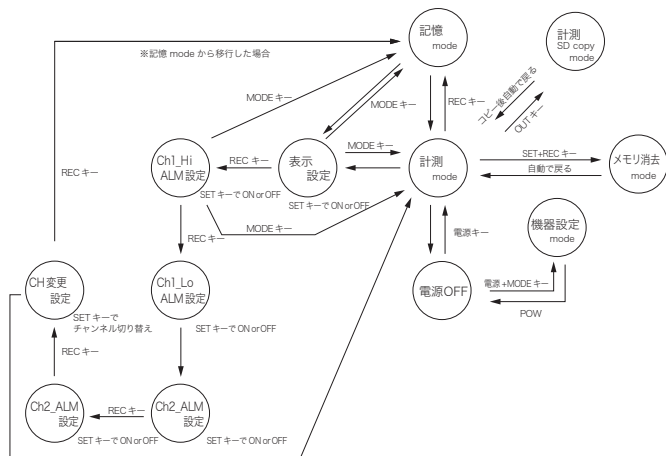 記憶
mode
計測
SD copy
mode
※記憶 mode から移行した場合
コピー後自動で戻る
OUTキー
MODE キー
MODE キー
REC キー
REC キー
Ch1_Hi
ALM 設定
SET キーで ON or OFF
REC キー
表示
設定
SET キーで ON or OFF
MODE キー
計測
mode
SET+REC キー
自動で戻る
メモリ消去
mode
REC キー
MODE キー
電源キー
機器設定
mode
CH 変更
設定
SET キーで
チャンネル切り替え
Ch1_Lo
ALM 設定
SET キーで ON or OFF
電源OFF
電源 +MODE キー
POW
REC キー
Ch2_ALM
設定
SET キーで ON or OFF
REC キー
Ch2_ALM
設定
SET キーで ON or OFF